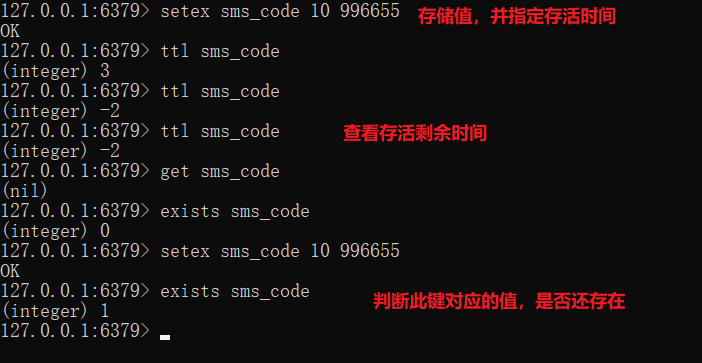 127.0.0.1:6379> setex sms_code 10 996655 存储值，并指定存活时间
OK
127.0.0.1:6379> ttl sms_code
(integer) 3
127.0.0.1:6379> ttl sms_code
(integer) -2
127.0.0.1:6379> ttl sms_code 查看存活剩余时间
(integer) -2
127.0.0.1:6379> get sms_code
(nil)
127.0.0.1:6379> exists sms_code
(integer) 0
127.0.0.1:6379> setex sms_code 10 996655
OK
127.0.0.1:6379> exists sms_code 判断此键对应的值，是否还存在
(integer) 1
127.0.0.1:6379>